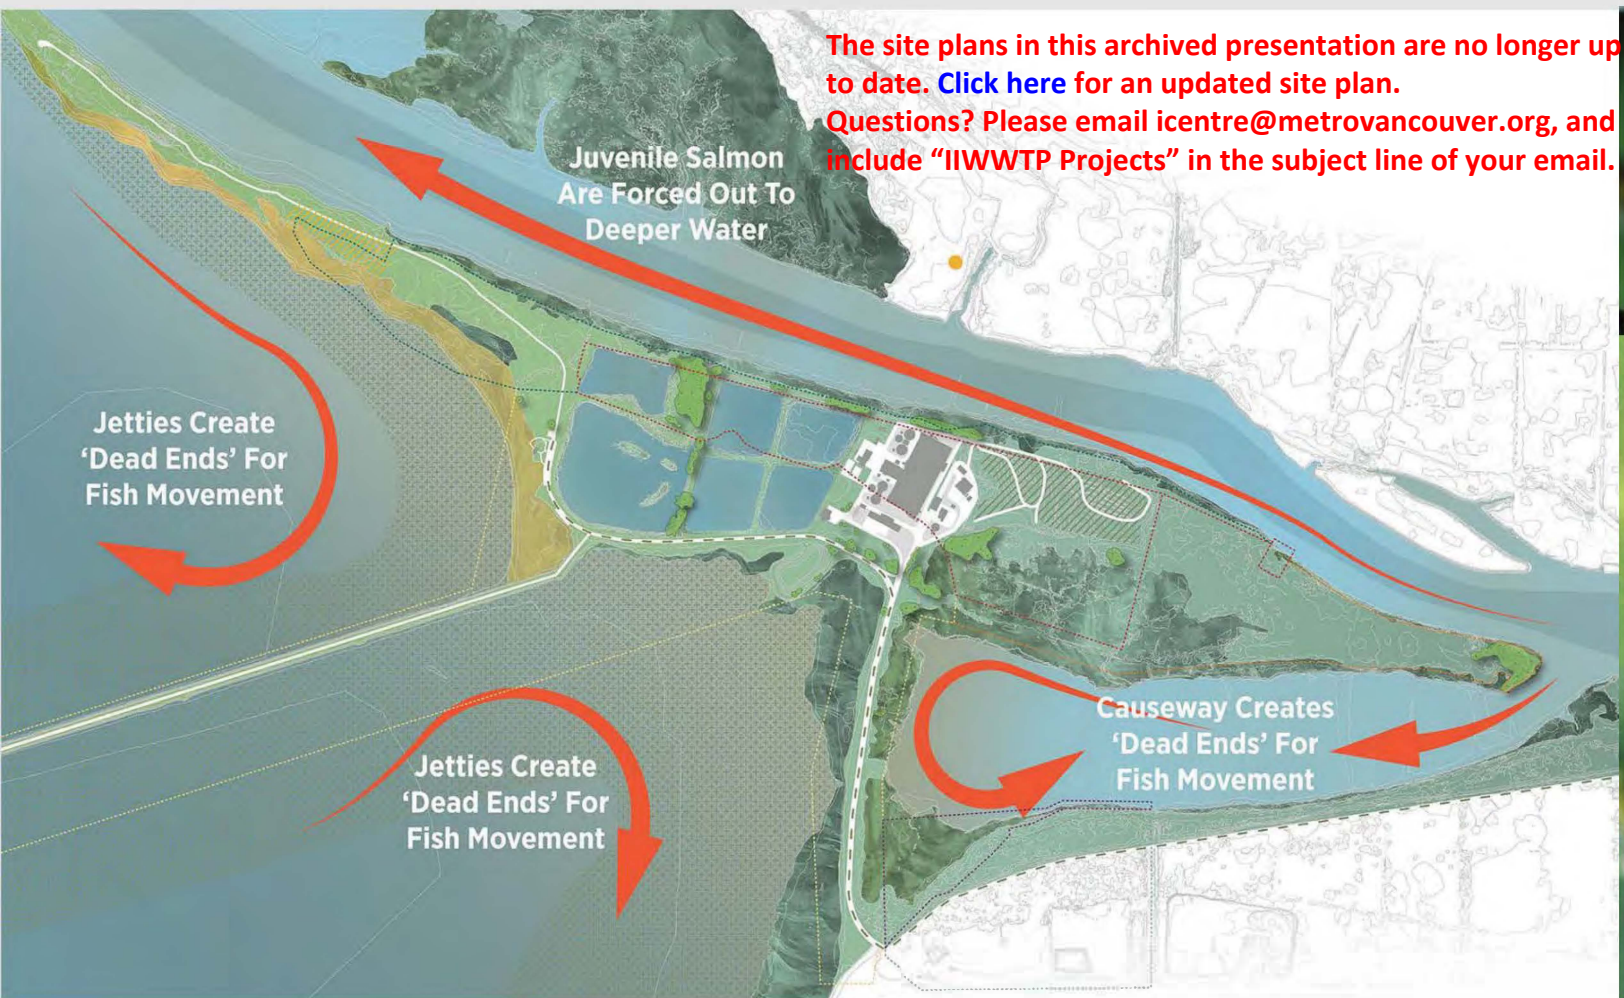 The site plans in this archived presentation are no longer up
to date. Click here for an updated site plan.
Questions? Please email icentre@metrovancouver.org, and
include “IIWWTP Projects” in the subject line of your email.
Juvenile Salmon
Are Forced Out To
Deeper Water
Jetties Create
‘Dead Ends’ For
Fish Movement
Causeway Creates
‘Dead Ends’ For
Fish Movement
Jetties Create
‘Dead Ends’ For
Fish Movement